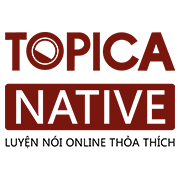 TOPICA
NATIVE
LUYỆN NÓI ONLINE THỎA THÍCH